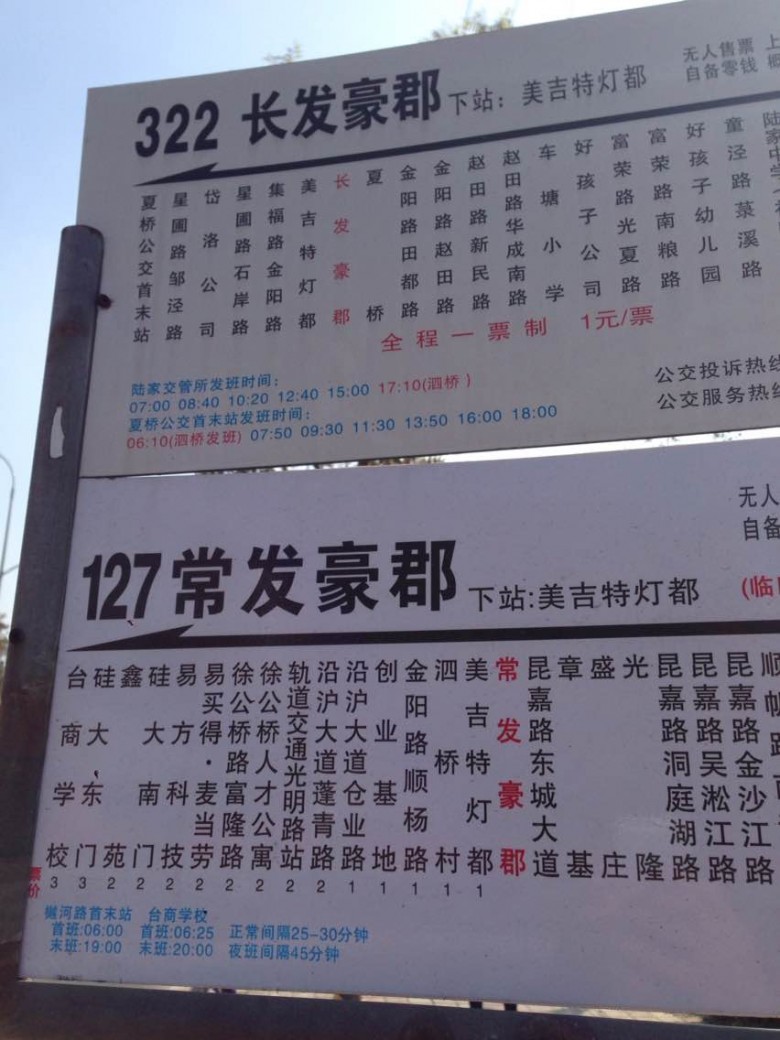 322 长发豪郡 下站：美吉特灯都
无人售票 上
自备零钱 概
夏桥公交首末站
星圃路邹泾路
岱洛公司
星圃路石岸路
集福路金阳路
美吉特灯都
长发豪郡
夏桥
金阳路田都路
金阳路赵田路
赵田路新民路
赵田路华成南路
车塘小学
好孩子公司
富荣路光夏路
富荣路南粮路
好孩子幼儿园
童泾路菉溪路
全程一票制 1元/票
陆家交管所发班时间：
07:00 08:40 10:20 12:40 15:00 17:10(泗桥)
夏桥公交首末站发班时间：
06:10(泗桥发班) 07:50 09:30 11:30 13:50 16:00 18:00
公交投诉热线
公交服务热线
127 常发豪郡 下站:美吉特灯都
无人
自备
(临
台商学校
硅大东门
鑫苑
硅大南门
易方科技
易买得·麦当劳
徐公桥路富隆路
徐公桥人才公寓
轨道交通光明路站
沿沪大道蓬青路
沿沪大道仓业路
创业基地
金阳路顺杨路
泗桥村
美吉特灯都
常发豪郡
昆嘉路东城大道
章基
盛庄
光隆
昆嘉路洞庭湖路
昆嘉路吴淞江路
昆嘉路金沙江路
票价
3 3 2 2 2 2 2 2 2 2 1 1 1 1 1
樾河路首末站 台商学校
首班:06:00 首班:06:25 正常间隔25-30分钟
末班:19:00 末班:20:00 夜班间隔45分钟